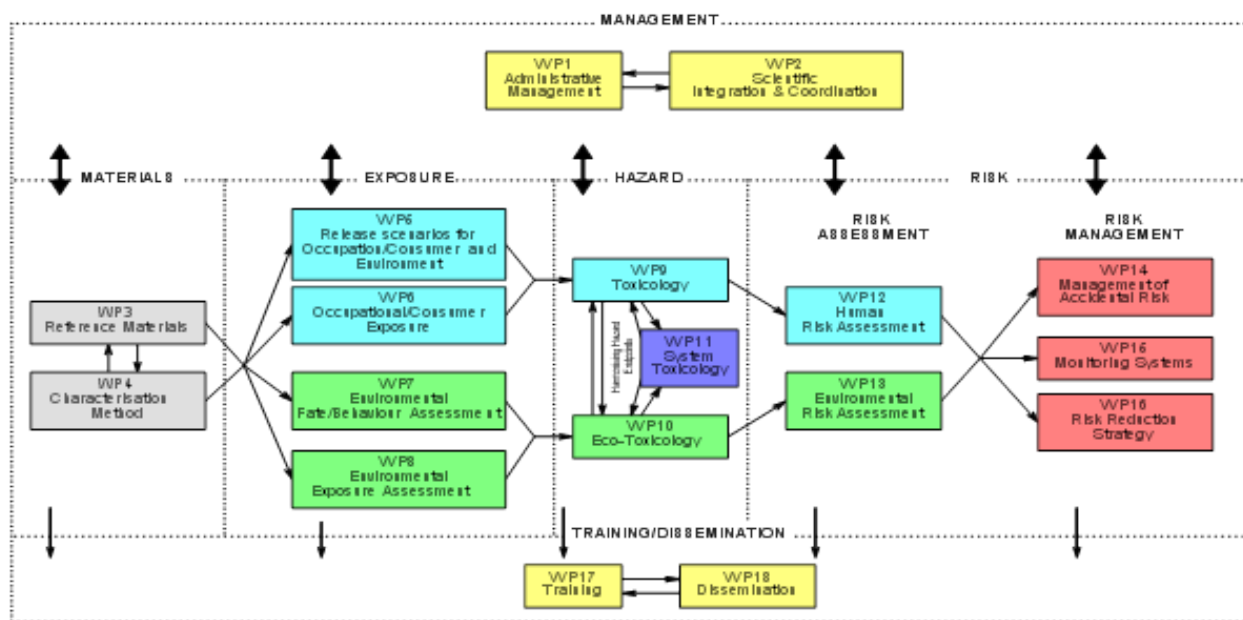 MANAGEMENT
WP1
Administrative
Management
WP2
Scientific
Integration & Coordination
MATERIALS
EXPOSURE
HAZARD
RISK
WP3
Reference Materials
WP4
Characterisation
Method
WP5
Release scenarios for
Occupation/Consumer and
Environment
WP6
Occupational/Consumer
Exposure
WP7
Environmental
Fate/Behaviour Assessment
WP8
Environmental
Exposure Assessment
WP9
Toxicology
Harmonising Hazard
Endpoints
WP11
System
Toxicology
WP10
Eco-Toxicology
RISK
ASSESSMENT
WP12
Human
Risk Assessment
WP13
Environmental
Risk Assessment
RISK
MANAGEMENT
WP14
Management of
Accidental Risk
WP15
Monitoring Systems
WP16
Risk Reduction
Strategy
TRAINING/DISSEMINATION
WP17
Training
WP18
Dissemination